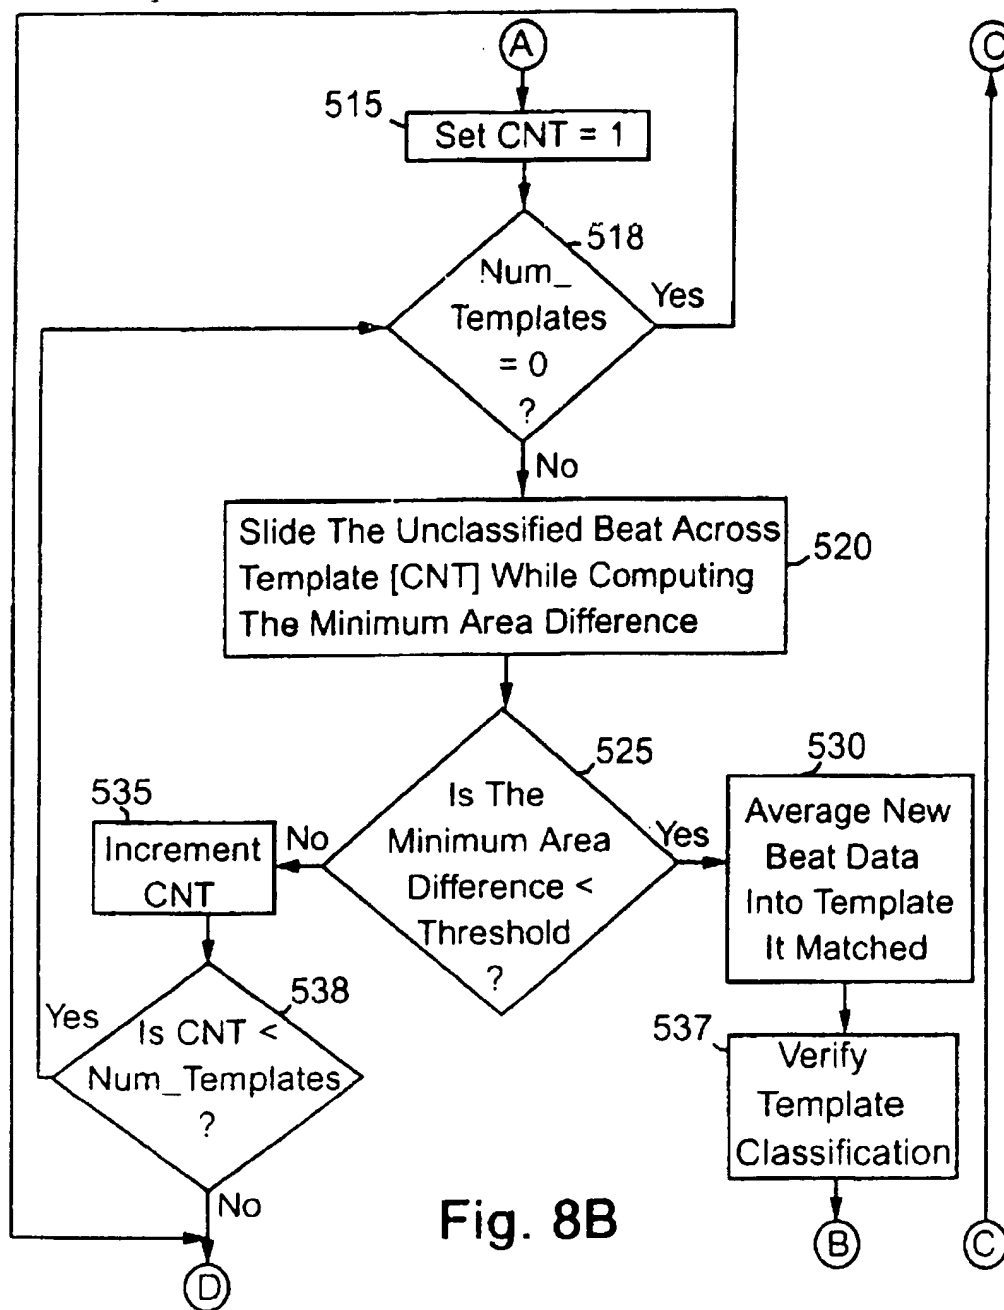 A
C
515
Set CNT = 1
518
Num_
Templates
= 0
?
Yes
No
Slide The Unclassified Beat Across
Template [CNT] While Computing
The Minimum Area Difference
520
525
Is The
Minimum Area
Difference <
Threshold
?
No
Yes
530
Average New
Beat Data
Into Template
It Matched
535
Increment
CNT
538
Is CNT <
Num_Templates
?
Yes
No
537
Verify
Template
Classification
Fig. 8B
B
C
D